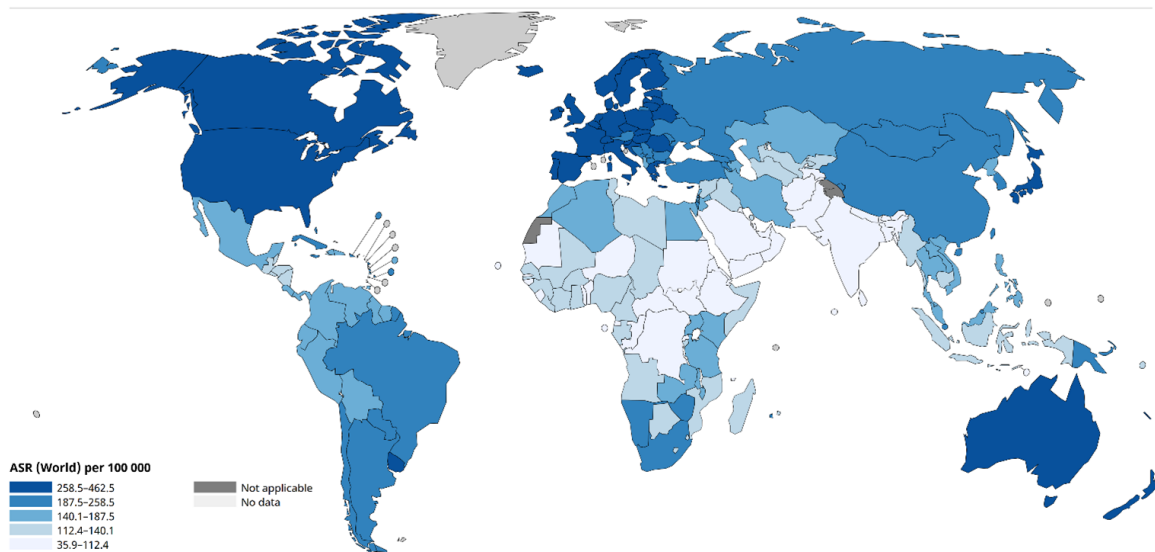 ASR (World) per 100 000
258.5–462.5
187.5–258.5
140.1–187.5
112.4–140.1
35.9–112.4
Not applicable
No data